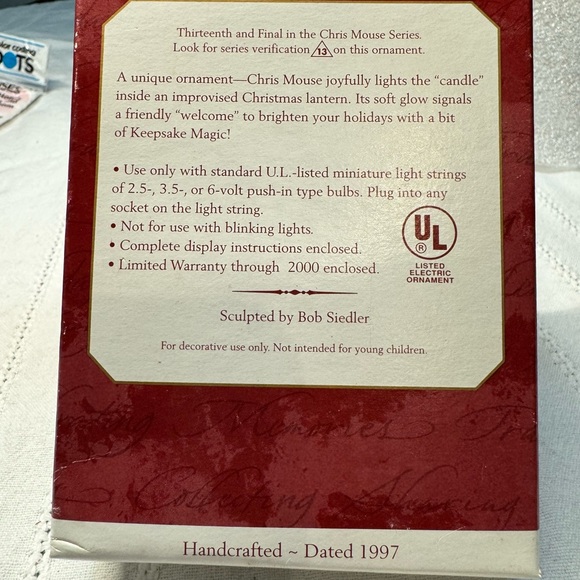 Thirteenth and Final in the Chris Mouse Series.
Look for series verification 13 on this ornament.
A unique ornament—Chris Mouse joyfully lights the “candle”
inside an improvised Christmas lantern. Its soft glow signals
a friendly “welcome” to brighten your holidays with a bit
of Keepsake Magic!
• Use only with standard U.L.-listed miniature light strings
of 2.5-, 3.5-, or 6-volt push-in type bulbs. Plug into any
socket on the light string.
• Not for use with blinking lights.
• Complete display instructions enclosed.
• Limited Warranty through 2000 enclosed.
UL
®
LISTED
ELECTRIC
ORNAMENT
Sculpted by Bob Siedler
For decorative use only. Not intended for young children.
Memories
Collecting Sharing
Handcrafted ~ Dated 1997
coding
DOTS